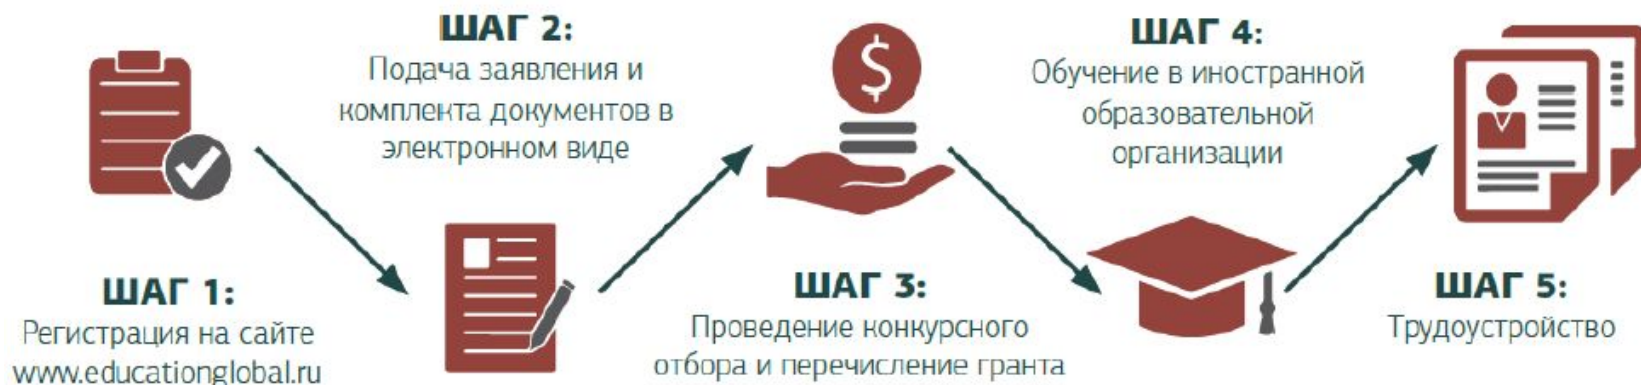 ШАГ 1:
Регистрация на сайте
www.educationglobal.ru
ШАГ 2:
Подача заявления и
комплекта документов в
электронном виде
ШАГ 3:
Проведение конкурсного
отбора и перечисление гранта
$
ШАГ 4:
Обучение в иностранной
образовательной
организации
ШАГ 5:
Трудоустройство